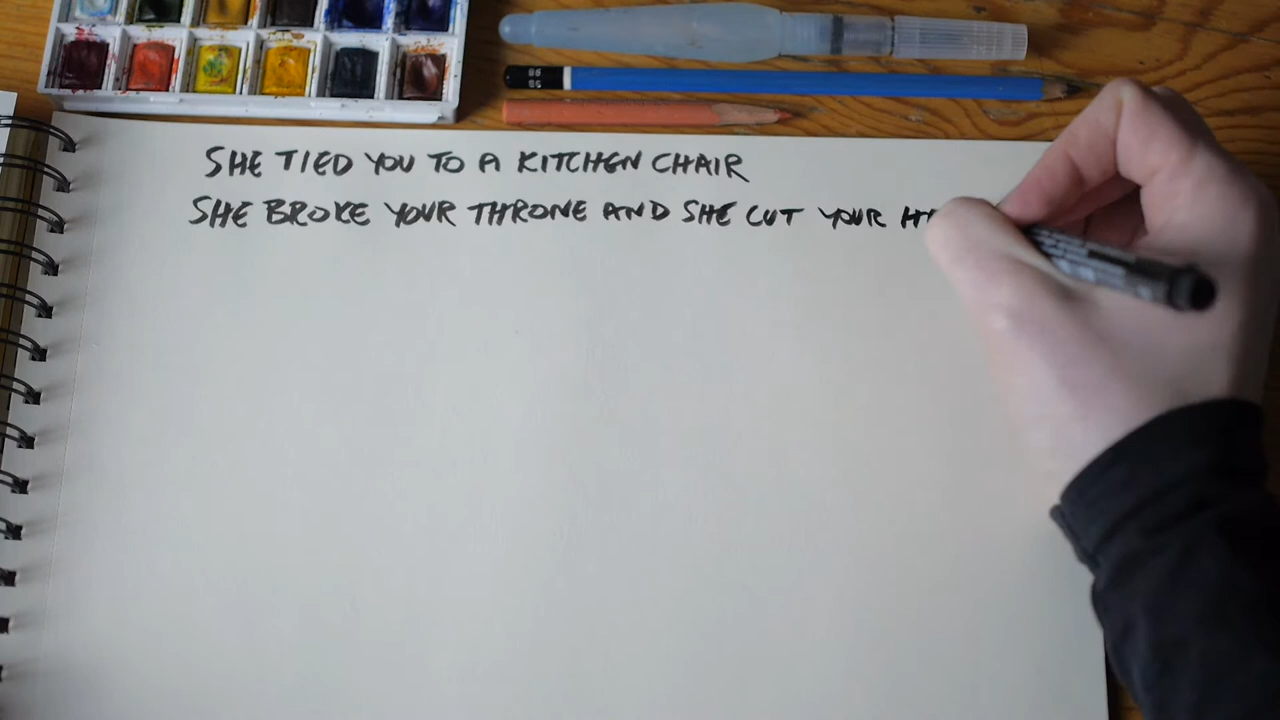 SHE TIED YOU TO A KITCHEN CHAIR
SHE BROKE YOUR THRONE AND SHE CUT YOUR